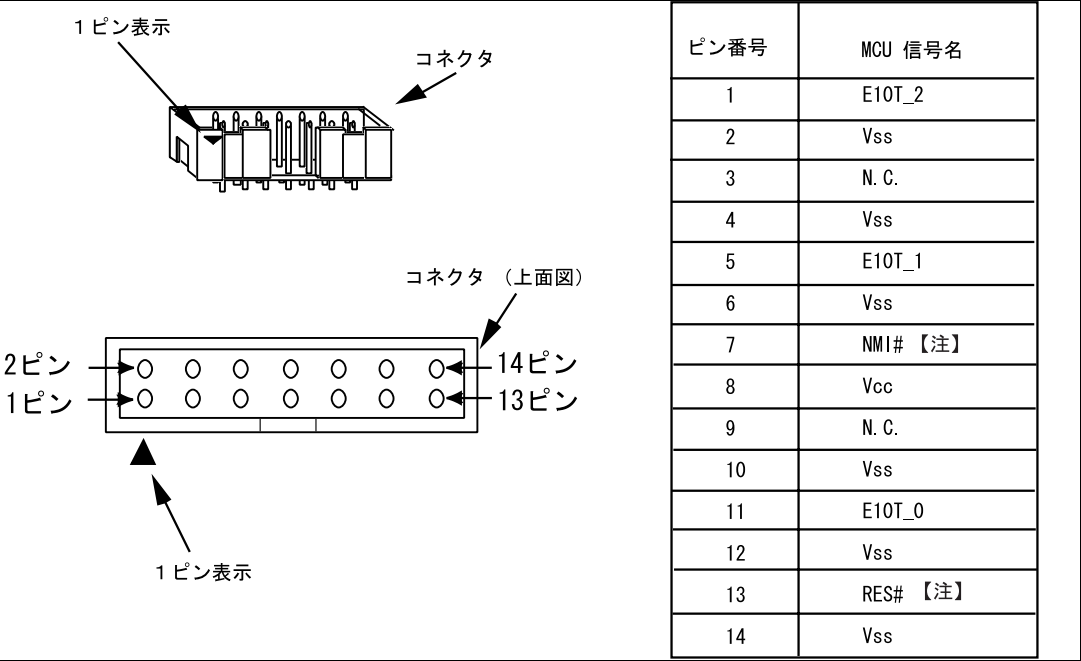 １ピン表示
コネクタ
コネクタ （上面図）
2ピン
14ピン
1ピン
13ピン
１ピン表示
ピン番号 MCU 信号名
1 E10T_2
2 Vss
3 N.C.
4 Vss
5 E10T_1
6 Vss
7 NMI# 【注】
8 Vcc
9 N.C.
10 Vss
11 E10T_0
12 Vss
13 RES# 【注】
14 Vss